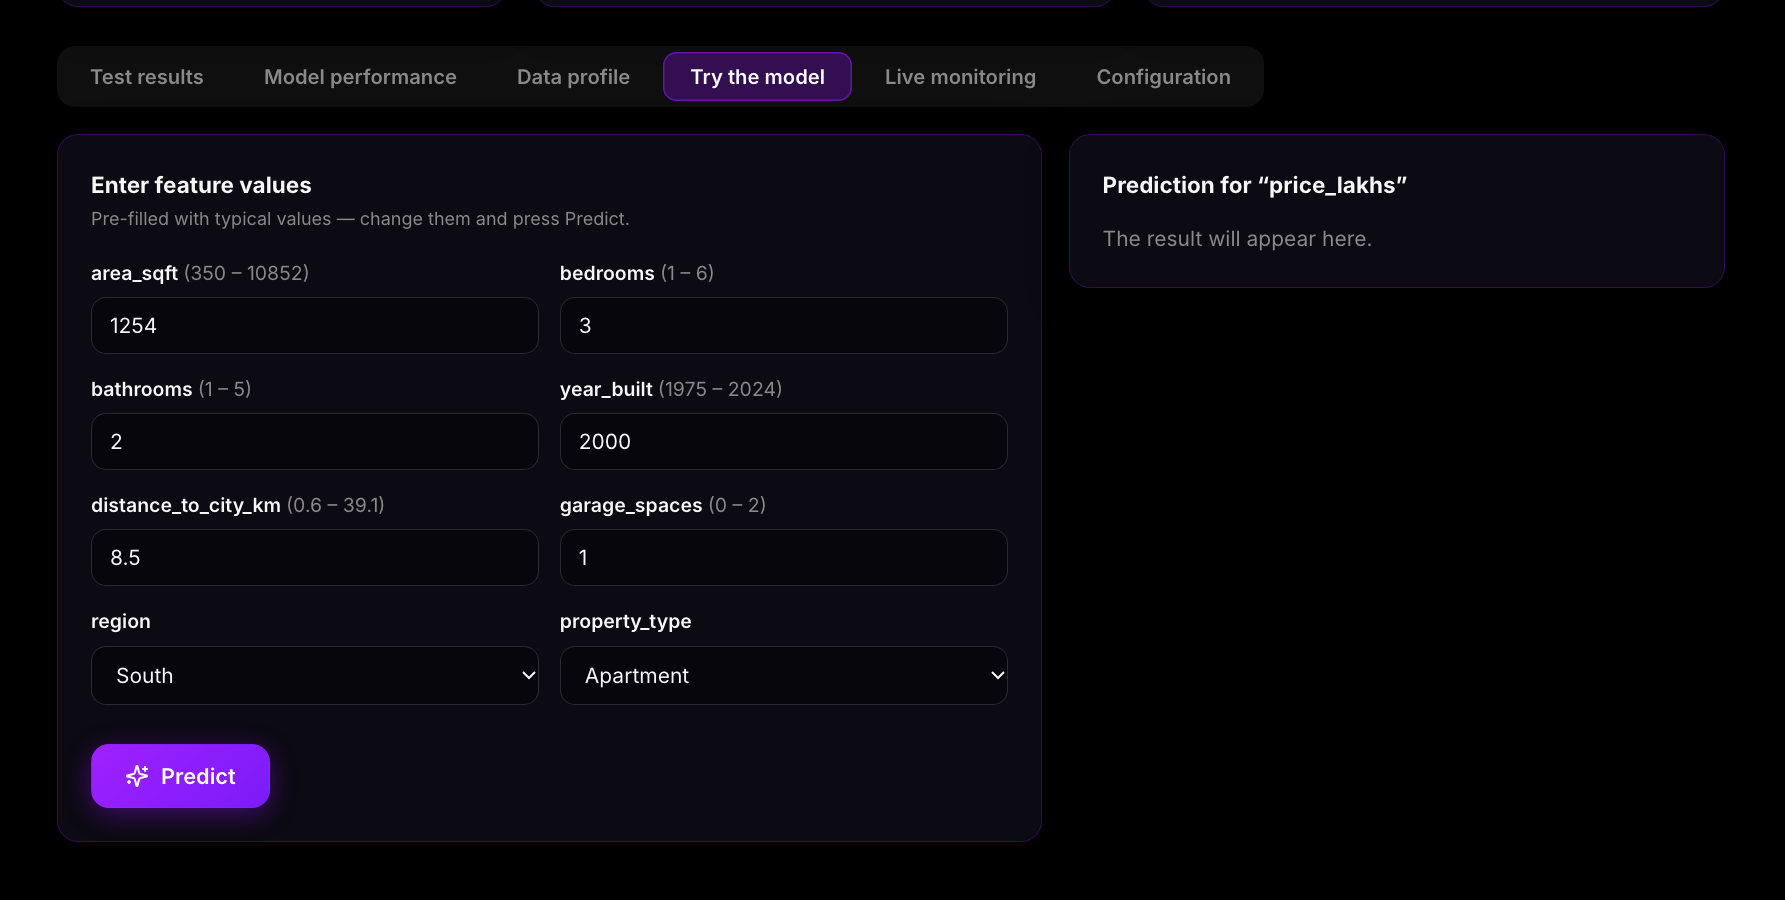 Test results
Model performance
Data profile
Try the model
Live monitoring
Configuration
Enter feature values
Pre-filled with typical values — change them and press Predict.
area_sqft (350 – 10852)
1254
bedrooms (1 – 6)
3
bathrooms (1 – 5)
2
year_built (1975 – 2024)
2000
distance_to_city_km (0.6 – 39.1)
8.5
garage_spaces (0 – 2)
1
region
South
property_type
Apartment
Predict
Prediction for “price_lakhs”
The result will appear here.